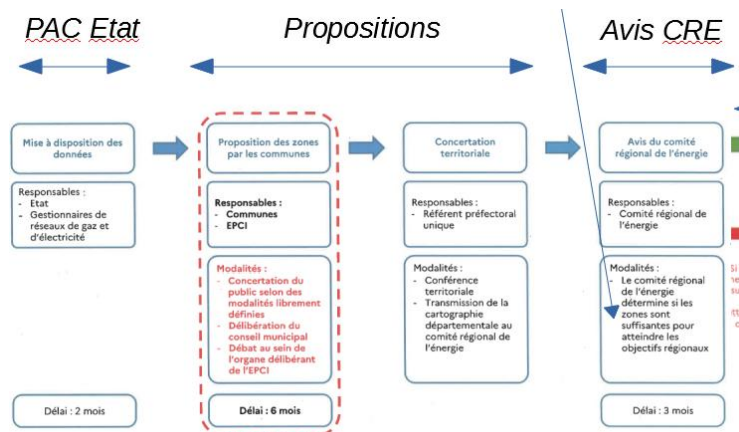 PAC Etat
Propositions
Avis CRE
Mise à disposition des
données
Responsables :
- Etat
- Gestionnaires de
réseaux de gaz et
d'électricité
Délai : 2 mois
Proposition des zones
par les communes
Responsables :
- Communes
- EPCI
Modalités :
- Concertation du
public selon des
modalités librement
définies
- Délibération du
conseil municipal
- Débat au sein de
l'organe délibérant
de l'EPCI
Délai : 6 mois
Concertation
territoriale
Responsables :
- Référent préfectoral
unique
Modalités :
- Conférence
territoriale
- Transmission de la
cartographie
départementale au
comité régional de
l'énergie
Avis du comité
régional de l'énergie
Responsables :
- Comité régional de
l'énergie
Modalités :
- Le comité régional
de l'énergie
détermine si les
zones sont
suffisantes pour
atteindre les
objectifs régionaux
Délai : 3 mois